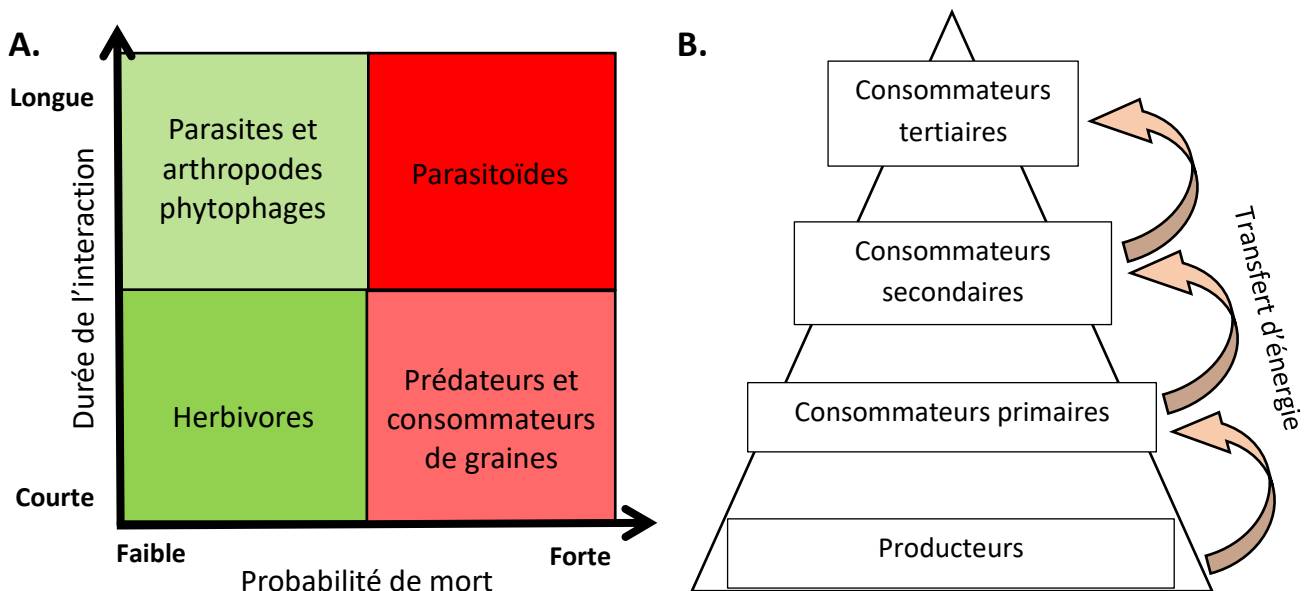 A.
Longue
Durée de l'interaction
Courte
Parasites et
arthropodes
phytophages
Parasitoïdes
Herbivores
Prédateurs et
consommateurs
de graines
Faible
Forte
Probabilité de mort
B.
Consommateurs
tertiaires
Consommateurs
secondaires
Consommateurs primaires
Producteurs
Transfert d'énergie